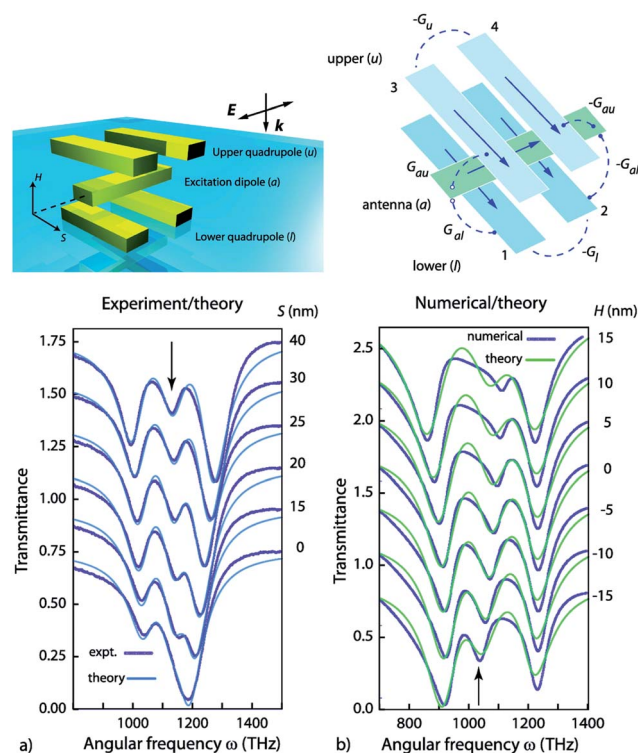 E
k
H
S
Upper quadrupole (u)
Excitation dipole (a)
Lower quadrupole (l)
-Gu
4
upper (u)
3
-Gau
Gau
-Gal
antenna (a)
Gal
2
1
-Gl
lower (l)
Experiment/theory
S (nm)
40
30
25
20
15
0
1.75
1.50
1.25
1.00
0.75
0.50
0.25
0.00
Transmittance
expt.
theory
1000 1200 1400
a) Angular frequency ω (THz)
Numerical/theory
H (nm)
numerical
theory
15
10
5
0
-5
-10
-15
2.5
2.0
1.5
1.0
0.5
0.0
Transmittance
800 1000 1200 1400
b) Angular frequency ω (THz)